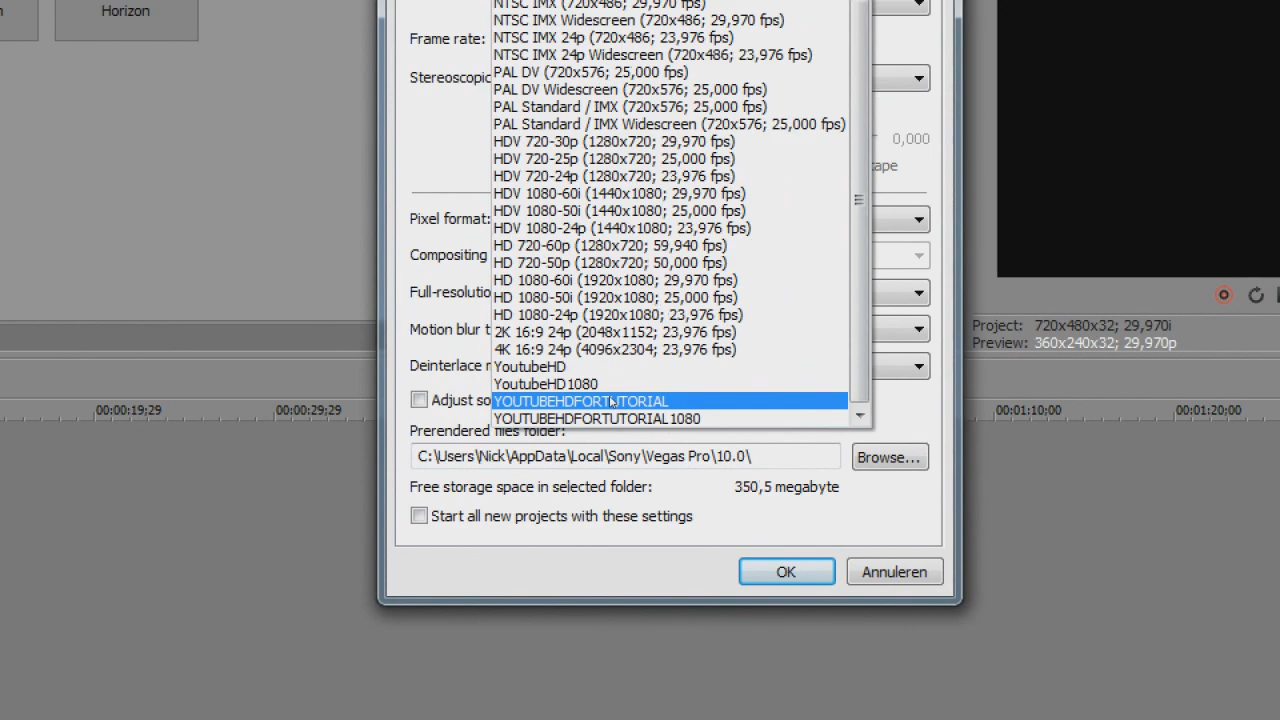 Horizon
NTSC IMX (720x486; 29,970 fps)
NTSC IMX Widescreen (720x486; 29,970 fps)
Frame rate:
NTSC IMX 24p (720x486; 23,976 fps)
NTSC IMX 24p Widescreen (720x486; 23,976 fps)
Stereoscopic
PAL DV (720x576; 25,000 fps)
PAL DV Widescreen (720x576; 25,000 fps)
PAL Standard / IMX (720x576; 25,000 fps)
PAL Standard / IMX Widescreen (720x576; 25,000 fps)
0,000
HDV 720-30p (1280x720; 29,970 fps)
HDV 720-25p (1280x720; 25,000 fps)
HDV 720-24p (1280x720; 23,976 fps)
HDV 1080-60i (1440x1080; 29,970 fps)
HDV 1080-50i (1440x1080; 25,000 fps)
Pixel format:
HDV 1080-24p (1440x1080; 23,976 fps)
HD 720-60p (1280x720; 59,940 fps)
Compositing
HD 720-50p (1280x720; 50,000 fps)
HD 1080-60i (1920x1080; 29,970 fps)
Full-resolutio
HD 1080-50i (1920x1080; 25,000 fps)
HD 1080-24p (1920x1080; 23,976 fps)
Motion blur t
2K 16:9 24p (2048x1152; 23,976 fps)
4K 16:9 24p (4096x2304; 23,976 fps)
Deinterlace
YoutubeHD
YoutubeHD1080
Adjust so
YOUTUBEHDFORTUTORIAL
YOUTUBEHDFORTUTORIAL1080
Prerendered files folder:
C:\Users\Nick\AppData\Local\Sony\Vegas Pro\10.0\
Browse...
Free storage space in selected folder: 350,5 megabyte
Start all new projects with these settings
OK
Annuleren
Project: 720x480x32; 29,970i
Preview: 360x240x32; 29,970p
00:00:19;29
00:00:29;29
00:01:10;00
00:01:20;00